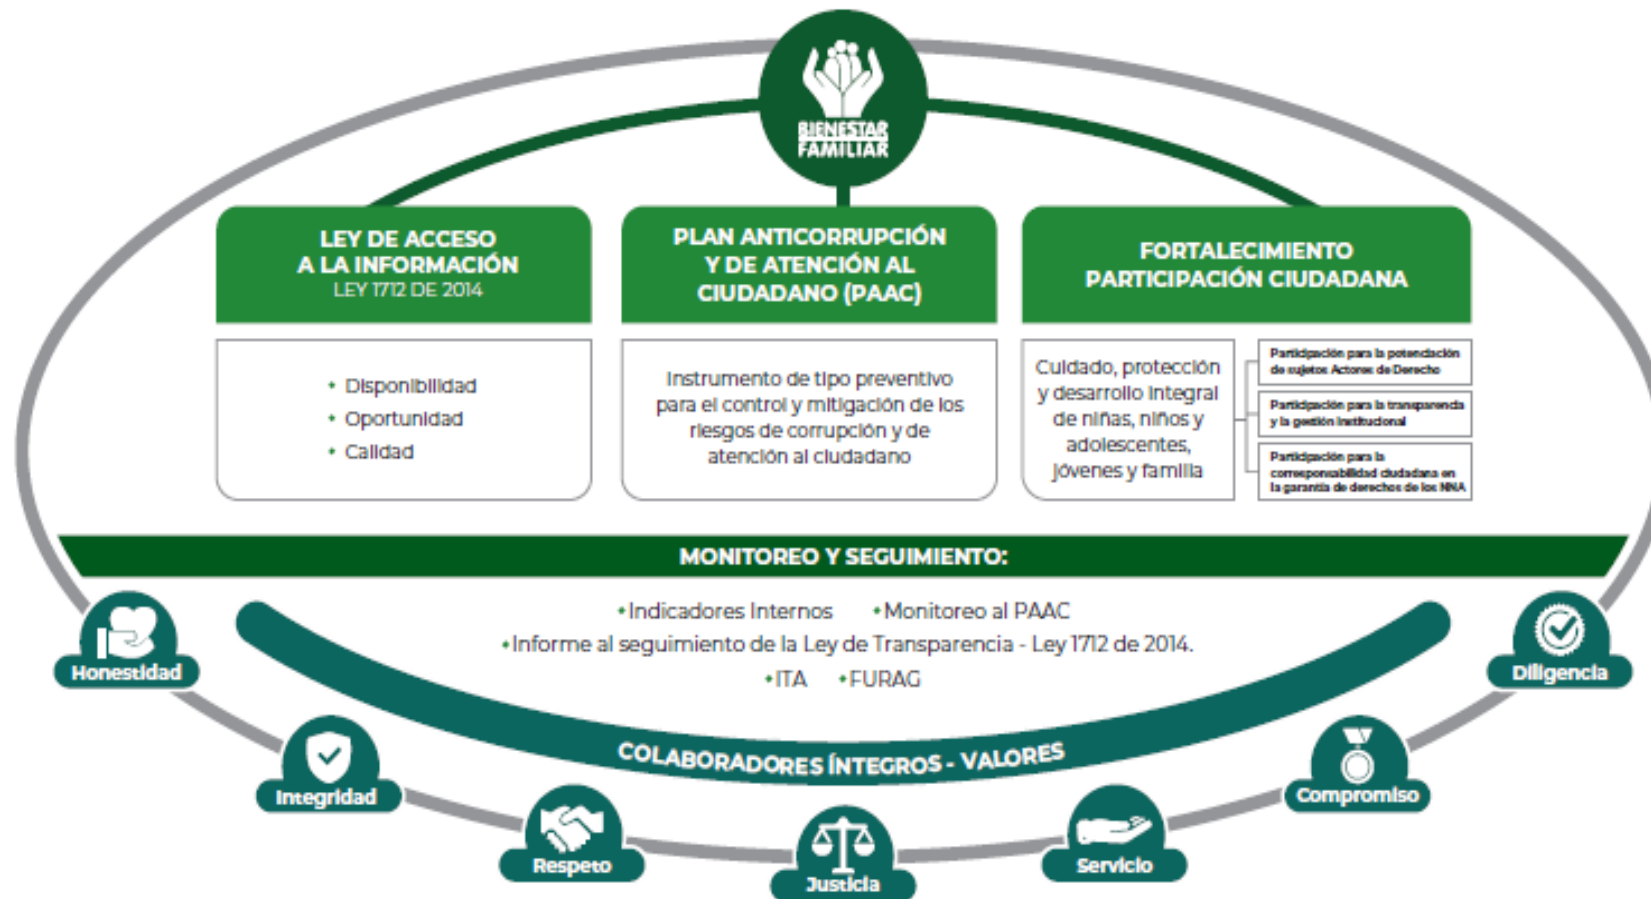 BIENESTAR
FAMILIAR
LEY DE ACCESO
A LA INFORMACIÓN
LEY 1712 DE 2014
• Disponibilidad
• Oportunidad
• Calidad
PLAN ANTICORRUPCIÓN
Y DE ATENCIÓN AL
CIUDADANO (PAAC)
Instrumento de tipo preventivo
para el control y mitigación de los
riesgos de corrupción y de
atención al ciudadano
FORTALECIMIENTO
PARTICIPACIÓN CIUDADANA
Cuidado, protección
y desarrollo integral
de niñas, niños y
adolescentes,
jóvenes y familia
Participación para la potenciación
de sujetos Actores de Derecho
Participación para la transparencia
y la gestión institucional
Participación para la
corresponsabilidad ciudadana en
la garantía de derechos de los NNA
MONITOREO Y SEGUIMIENTO:
•Indicadores Internos •Monitoreo al PAAC
•Informe al seguimiento de la Ley de Transparencia - Ley 1712 de 2014.
•ITA •FURAG
COLABORADORES ÍNTEGROS - VALORES
Honestidad
Integridad
Respeto
Justicia
Servicio
Compromiso
Diligencia